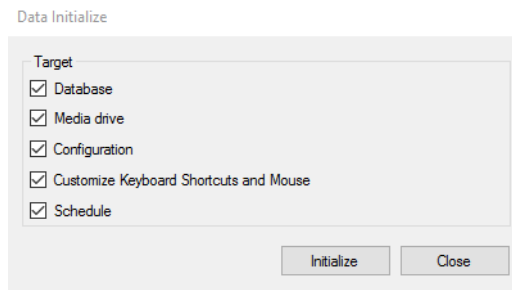 Data Initialize
Target
Database
Media drive
Configuration
Customize Keyboard Shortcuts and Mouse
Schedule
Initialize Close